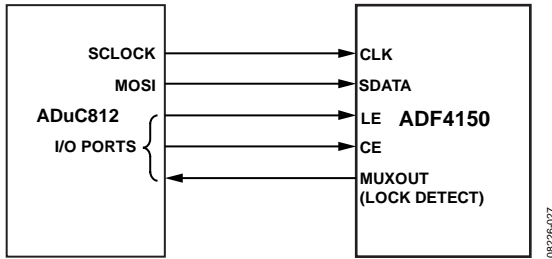 SCLOCK
MOSI
ADuC812
I/O PORTS
CLK
SDATA
LE
ADF4150
CE
MUXOUT
(LOCK DETECT)
08226-027